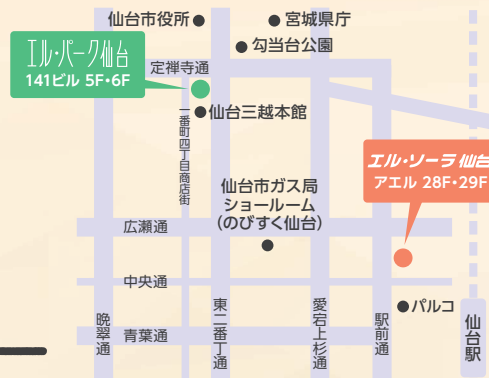 仙台市役所
宮城県庁
勾当台公園
エル・パーク仙台
141ビル 5F・6F
定禅寺通
仙台三越本館
一番町四丁目商店街
エル・ソーラ 仙台
アエル 28F・29F
仙台市ガス局
ショールーム
(のびすく仙台)
広瀬通
中央通
パルコ
青葉通
晩翠通
東二番丁通
愛宕上杉通
駅前通
仙台駅